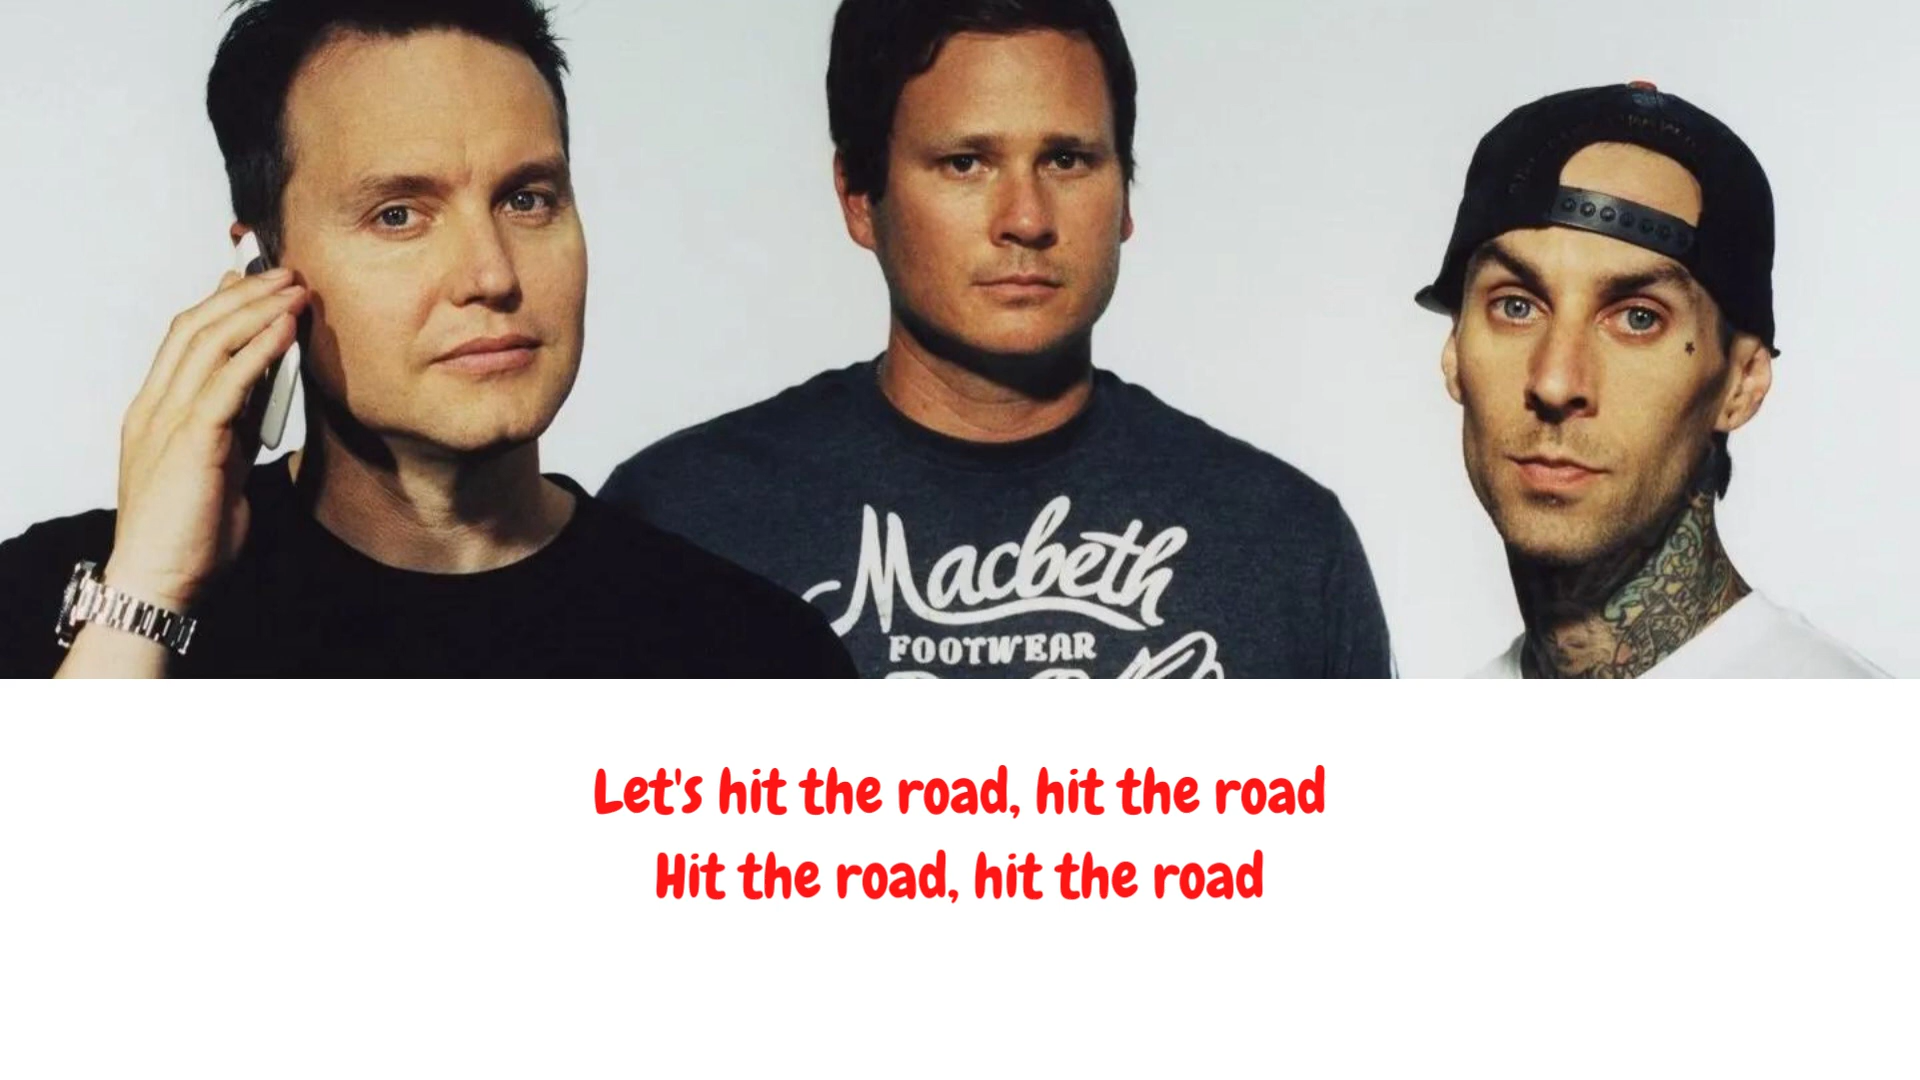 Macbeth
FOOTWEAR
Let's hit the road, hit the road
Hit the road, hit the road